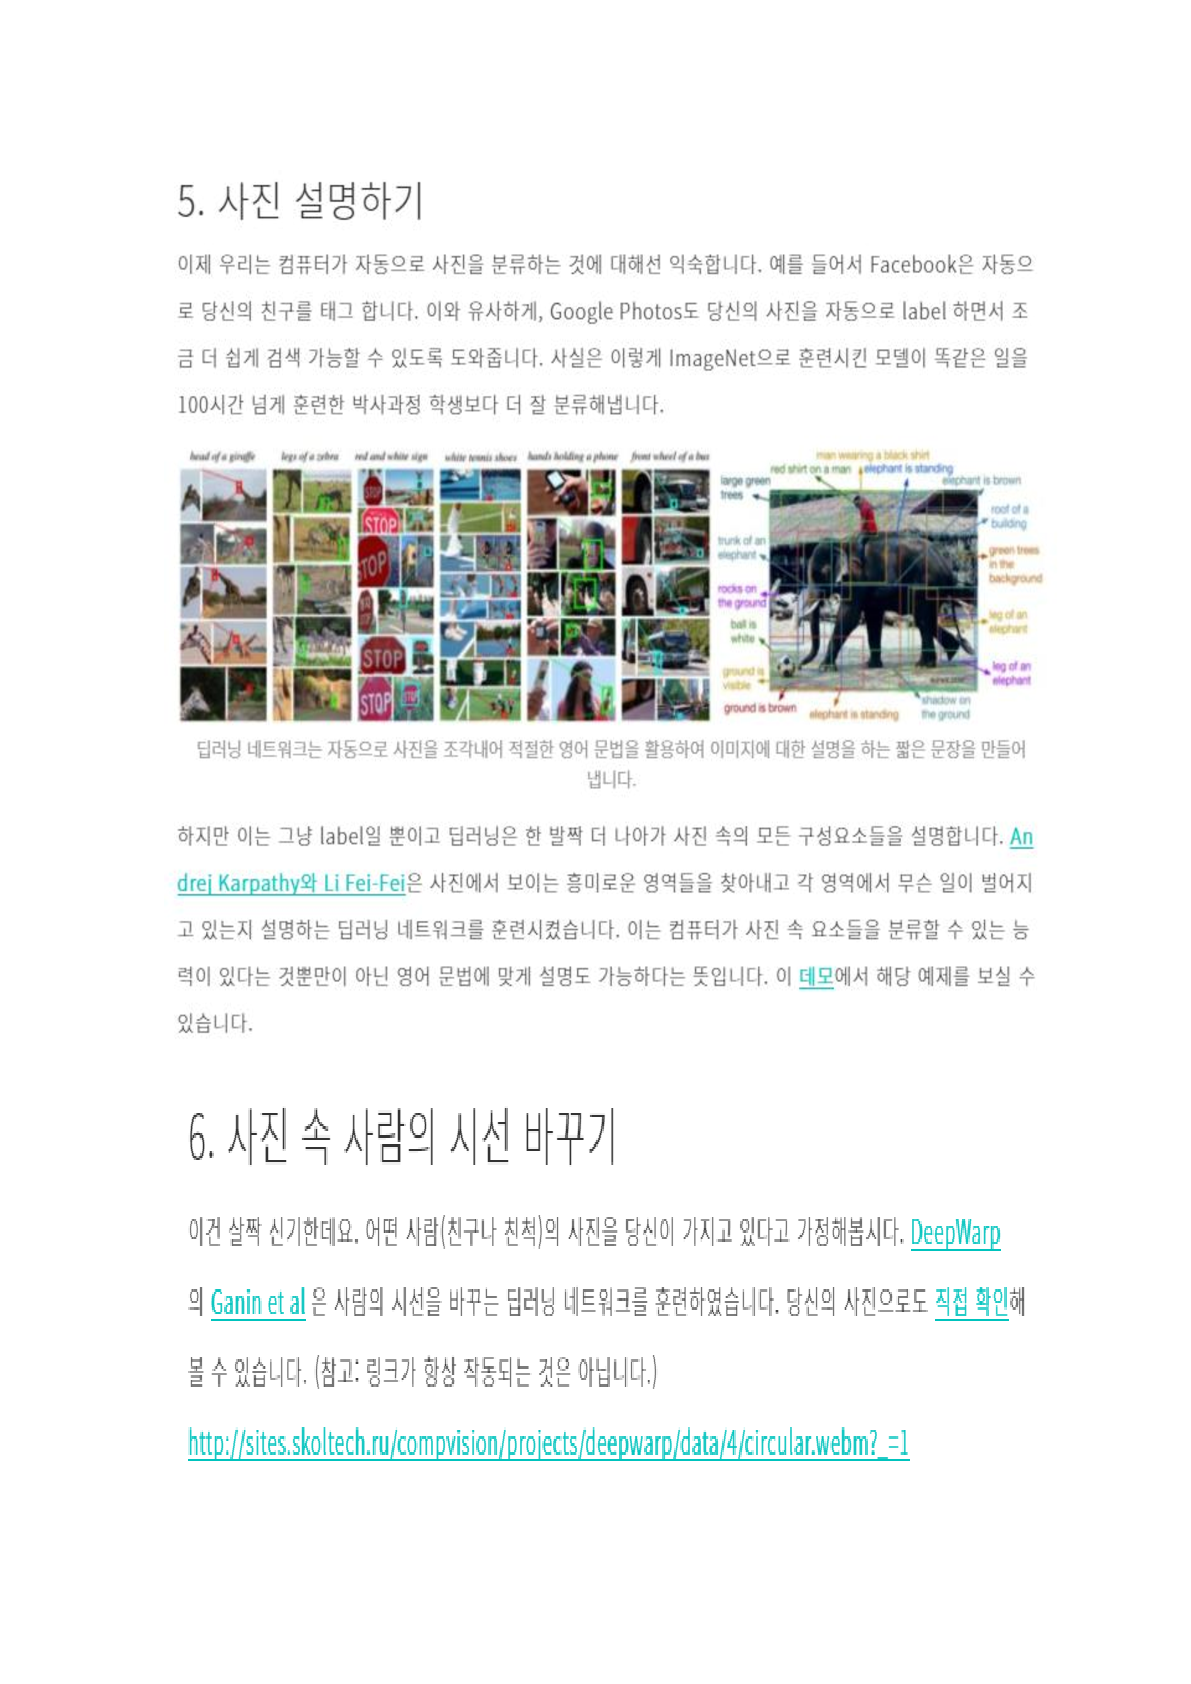 5. 사진 설명하기
이제 우리는 컴퓨터가 자동으로 사진을 분류하는 것에 대해선 익숙합니다. 예를 들어서 Facebook은 자동으
로 당신의 친구를 태그 합니다. 이와 유사하게, Google Photos도 당신의 사진을 자동으로 label 하면서 조
금 더 쉽게 검색 가능할 수 있도록 도와줍니다. 사실은 이렇게 ImageNet으로 훈련시킨 모델이 똑같은 일을
100시간 넘게 훈련한 박사과정 학생보다 더 잘 분류해냅니다.
head of a giraffe legs of a zebra red and white sign white tennis shoes hands holding a phone front wheel of a bus
STOP
STOP
TOP
STOP
STOP
man wearing a black shirt
red shirt on a man
elephant is standing
elephant is brown
large green
trees
roof of a
building
trunk of an
elephant
green trees
in the
background
rocks on
the ground
leg of an
elephant
ball is
white
leg of an
elephant
ground is
visible
ground is brown
elephant is standing
shadow on
the ground
딥러닝 네트워크는 자동으로 사진을 조각내어 적절한 영어 문법을 활용하여 이미지에 대한 설명을 하는 짧은 문장을 만들어
냅니다.
하지만 이는 그냥 label일 뿐이고 딥러닝은 한 발짝 더 나아가 사진 속의 모든 구성요소들을 설명합니다. An
drej Karpathy와 Li Fei-Fei은 사진에서 보이는 흥미로운 영역들을 찾아내고 각 영역에서 무슨 일이 벌어지
고 있는지 설명하는 딥러닝 네트워크를 훈련시켰습니다. 이는 컴퓨터가 사진 속 요소들을 분류할 수 있는 능
력이 있다는 것뿐만이 아닌 영어 문법에 맞게 설명도 가능하다는 뜻입니다. 이 데모에서 해당 예제를 보실 수
있습니다.
6. 사진 속 사람의 시선 바꾸기
이건 살짝 신기한데요. 어떤 사람(친구나 친척)의 사진을 당신이 가지고 있다고 가정해봅시다. DeepWarp
의 Ganin et al 은 사람의 시선을 바꾸는 딥러닝 네트워크를 훈련하였습니다. 당신의 사진으로도 직접 확인해
볼 수 있습니다. (참고: 링크가 항상 작동되는 것은 아닙니다.)
http://sites.skoltech.ru/compvision/projects/deepwarp/data/4/circular.webm?_=1